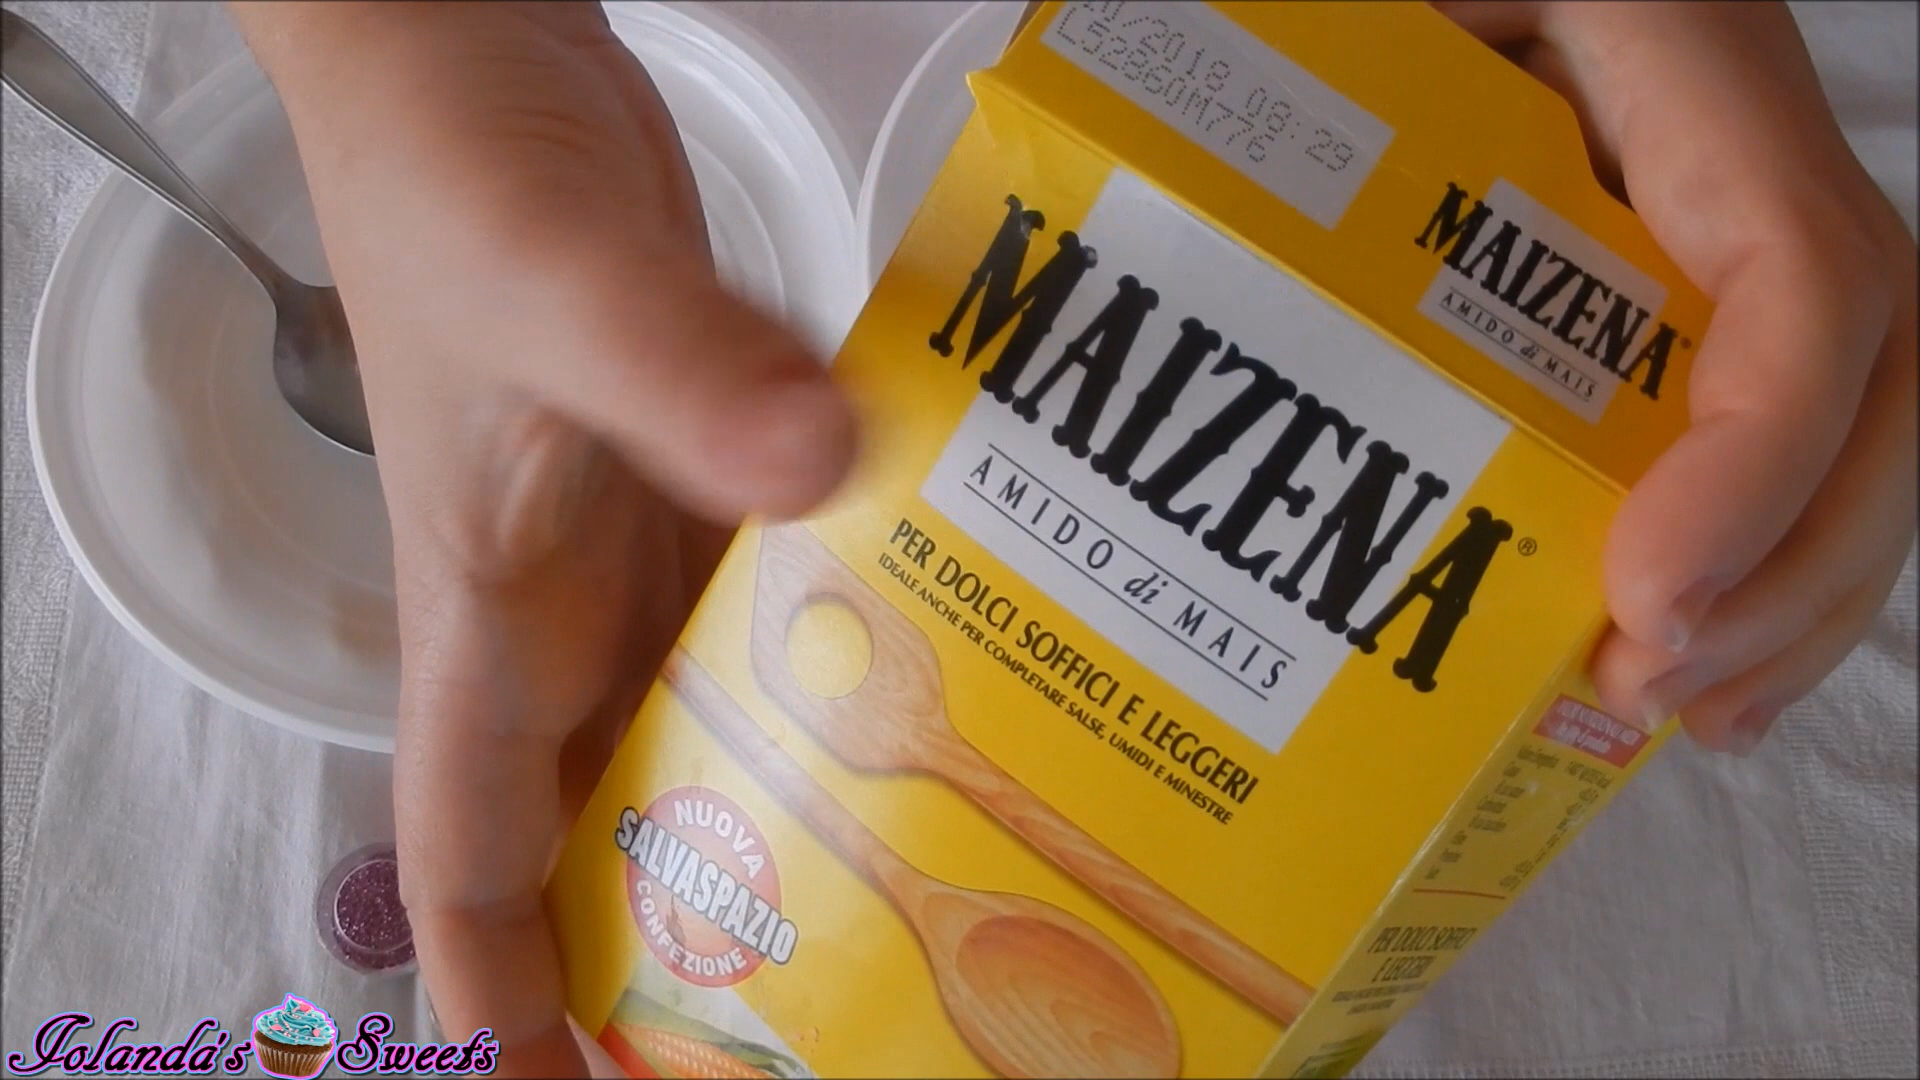 /2018 08:29
L52860M776
MAIZENA
AMIDO di MAIS
MAIZENA®
AMIDO di MAIS
PER DOLCI SOFFICI E LEGGERI
IDEALE ANCHE PER COMPLETARE SALSE, UMIDI E MINESTRE
NUOVA
SALVASPAZIO
CONFEZIONE
PER DOLCI SOFFICI
E LEGGERI
Jolanda's Sweets